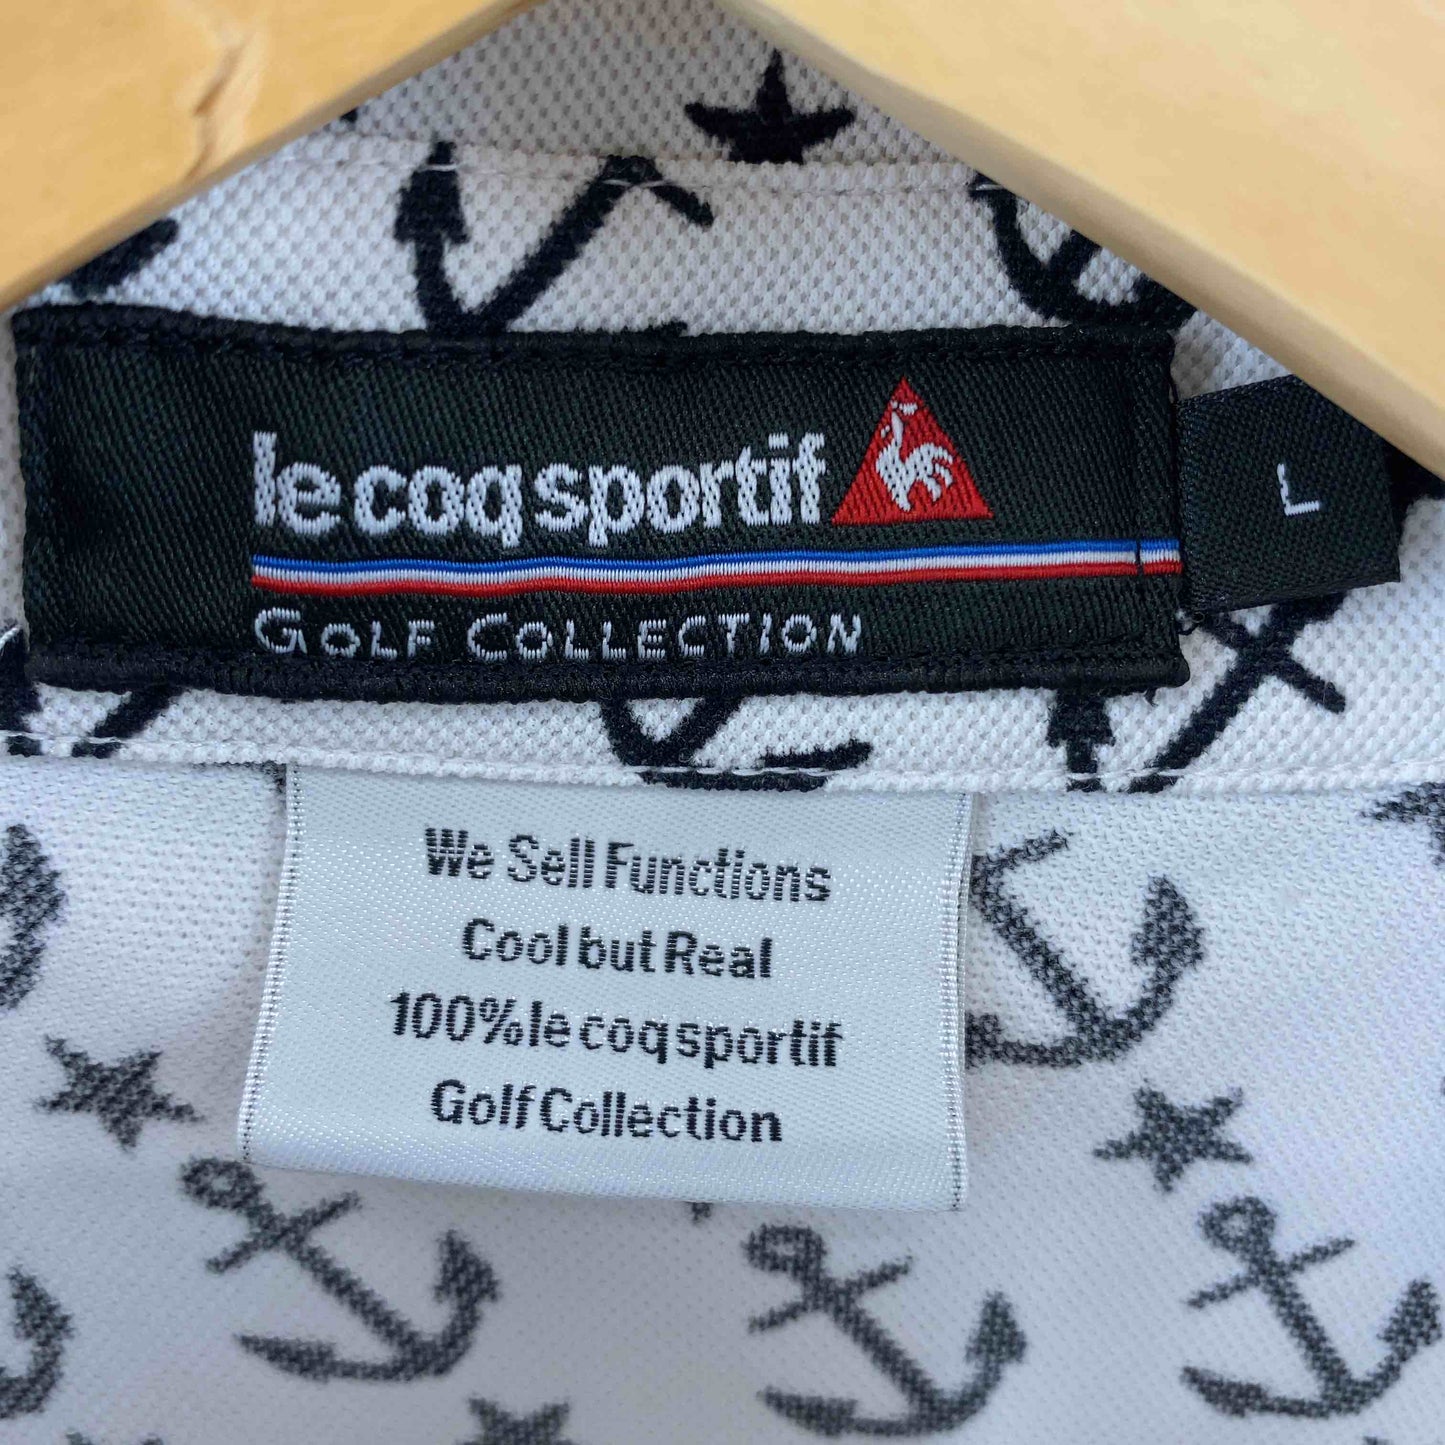 le coq sportif
GOLF COLLECTION
L
We Sell Functions
Cool but Real
100% le coq sportif
Golf Collection